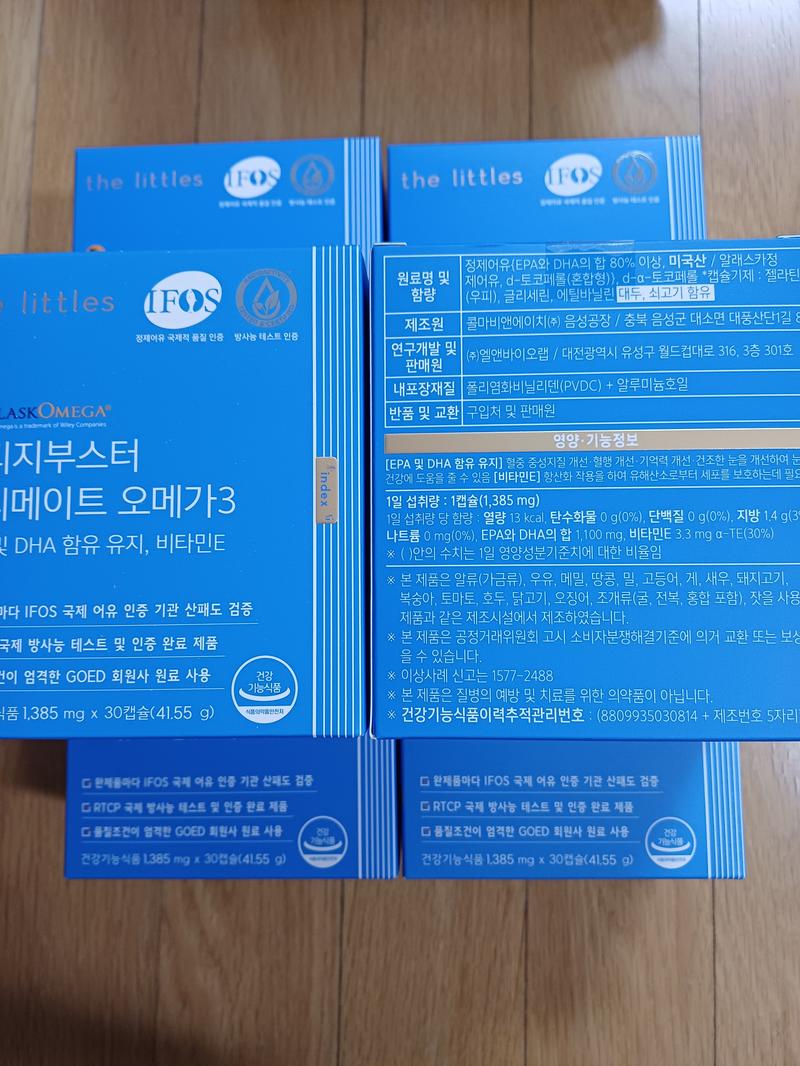 the littles
IFOS
정제어유 국제적 품질 인증
방사능 테스트 인증
the littles
IFOS
정제어유 국제적 품질 인증
방사능 테스트 인증
littles
IFOS
정제어유 국제적 품질 인증
방사능 테스트 인증
LASKOMEGA®
omega is a trademark of Wiley Companies
지부스터
메이트 오메가3
및 DHA 함유 유지, 비타민E
index
마다 IFOS 국제 어유 인증 기관 산패도 검증
국제 방사능 테스트 및 인증 완료 제품
건이 엄격한 GOED 회원사 원료 사용
건강
기능식품
식품의약품안전처
식품 1,385 mg x 30캡슐(41.55 g)
원료명 및
함량
정제어유{EPA와 DHA의 합 80% 이상, 미국산 / 알래스카정
제어유, d-토코페롤(혼합형)}, d-α-토코페롤 *캡슐기제 : 젤라틴
(우피), 글리세린, 에틸바닐린 대두, 쇠고기 함유
제조원
콜마비앤에이치㈜ 음성공장 / 충북 음성군 대소면 대풍산단1길 8
연구개발 및
판매원
㈜엘앤바이오랩 / 대전광역시 유성구 월드컵대로 316, 3층 301호
내포장재질
폴리염화비닐리덴(PVDC) + 알루미늄호일
반품 및 교환
구입처 및 판매원
영양·기능정보
[EPA 및 DHA 함유 유지] 혈중 중성지질 개선·혈행 개선·기억력 개선·건조한 눈을 개선하여 눈
건강에 도움을 줄 수 있음 [비타민E] 항산화 작용을 하여 유해산소로부터 세포를 보호하는데 필요
1일 섭취량 : 1캡슐(1,385 mg)
1일 섭취량 당 함량 : 열량 13 kcal, 탄수화물 0 g(0%), 단백질 0 g(0%), 지방 1.4 g(3%
나트륨 0 mg(0%), EPA와 DHA의 합 1,100 mg, 비타민E 3.3 mg α-TE(30%)
※ ( )안의 수치는 1일 영양성분기준치에 대한 비율임
※ 본 제품은 알류(가금류), 우유, 메밀, 땅콩, 밀, 고등어, 게, 새우, 돼지고기,
복숭아, 토마토, 호두, 닭고기, 오징어, 조개류(굴, 전복, 홍합 포함), 잣을 사용
제품과 같은 제조시설에서 제조하였습니다.
※ 본 제품은 공정거래위원회 고시 소비자분쟁해결기준에 의거 교환 또는 보상
을 수 있습니다.
※ 이상사례 신고는 1577-2488
※ 본 제품은 질병의 예방 및 치료를 위한 의약품이 아닙니다.
※ 건강기능식품이력추적관리번호 : (8809935030814 + 제조번호 5자리
완제품마다 IFOS 국제 어유 인증 기관 산패도 검증
RTCP 국제 방사능 테스트 및 인증 완료 제품
품질조건이 엄격한 GOED 회원사 원료 사용
건강
기능식품
식품의약품안전처
건강기능식품 1,385 mg x 30캡슐(41.55 g)
완제품마다 IFOS 국제 어유 인증 기관 산패도 검증
RTCP 국제 방사능 테스트 및 인증 완료 제품
품질조건이 엄격한 GOED 회원사 원료 사용
건강
기능식품
식품의약품안전처
건강기능식품 1,385 mg x 30캡슐(41.55 g)